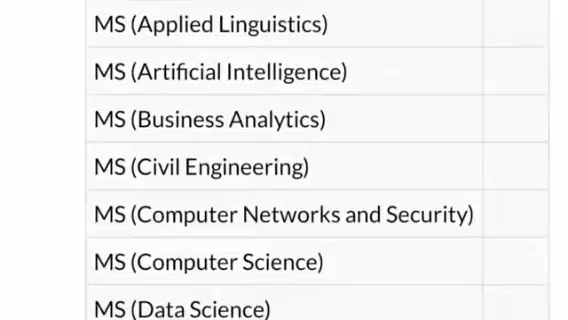 MS (Applied Linguistics)
MS (Artificial Intelligence)
MS (Business Analytics)
MS (Civil Engineering)
MS (Computer Networks and Security)
MS (Computer Science)
MS (Data Science)